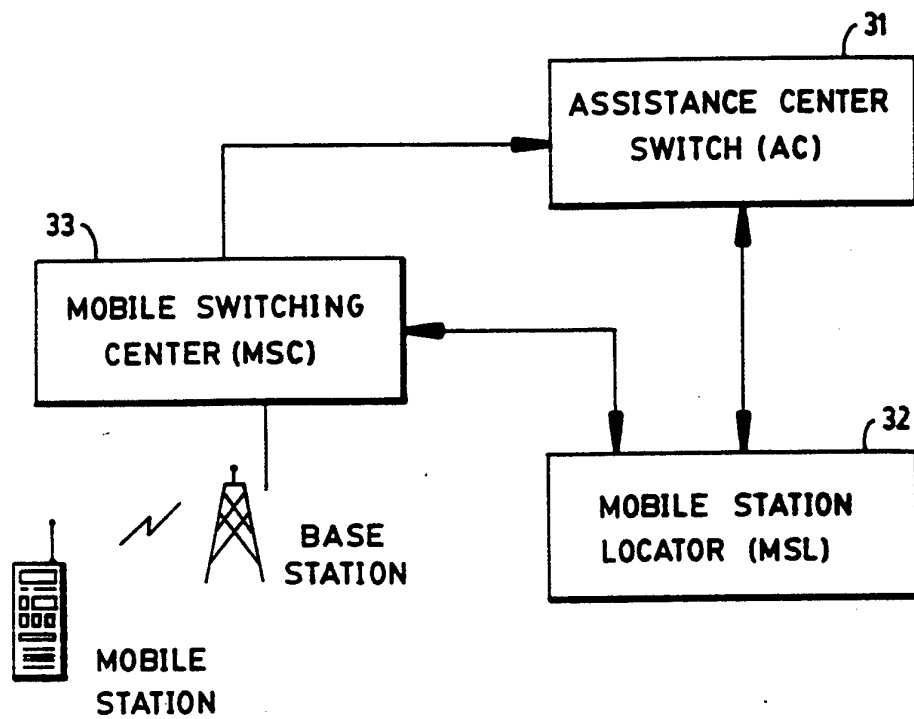 31
ASSISTANCE CENTER
SWITCH (AC)
33
MOBILE SWITCHING
CENTER (MSC)
32
MOBILE STATION
LOCATOR (MSL)
BASE
STATION
MOBILE
STATION